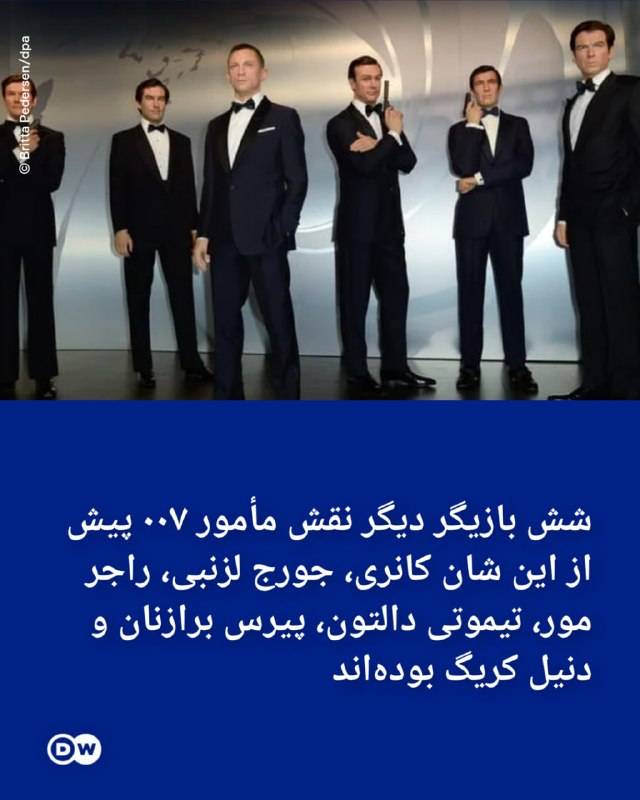 © Britta Pedersen/dpa
شش بازیگر دیگر نقش مأمور ۰۰۷ پیش
از این شان کانری، جورج لزنبی، راجر
مور، تیموتی دالتون، پیرس برازنان و
دنیل کریگ بوده‌اند
DW